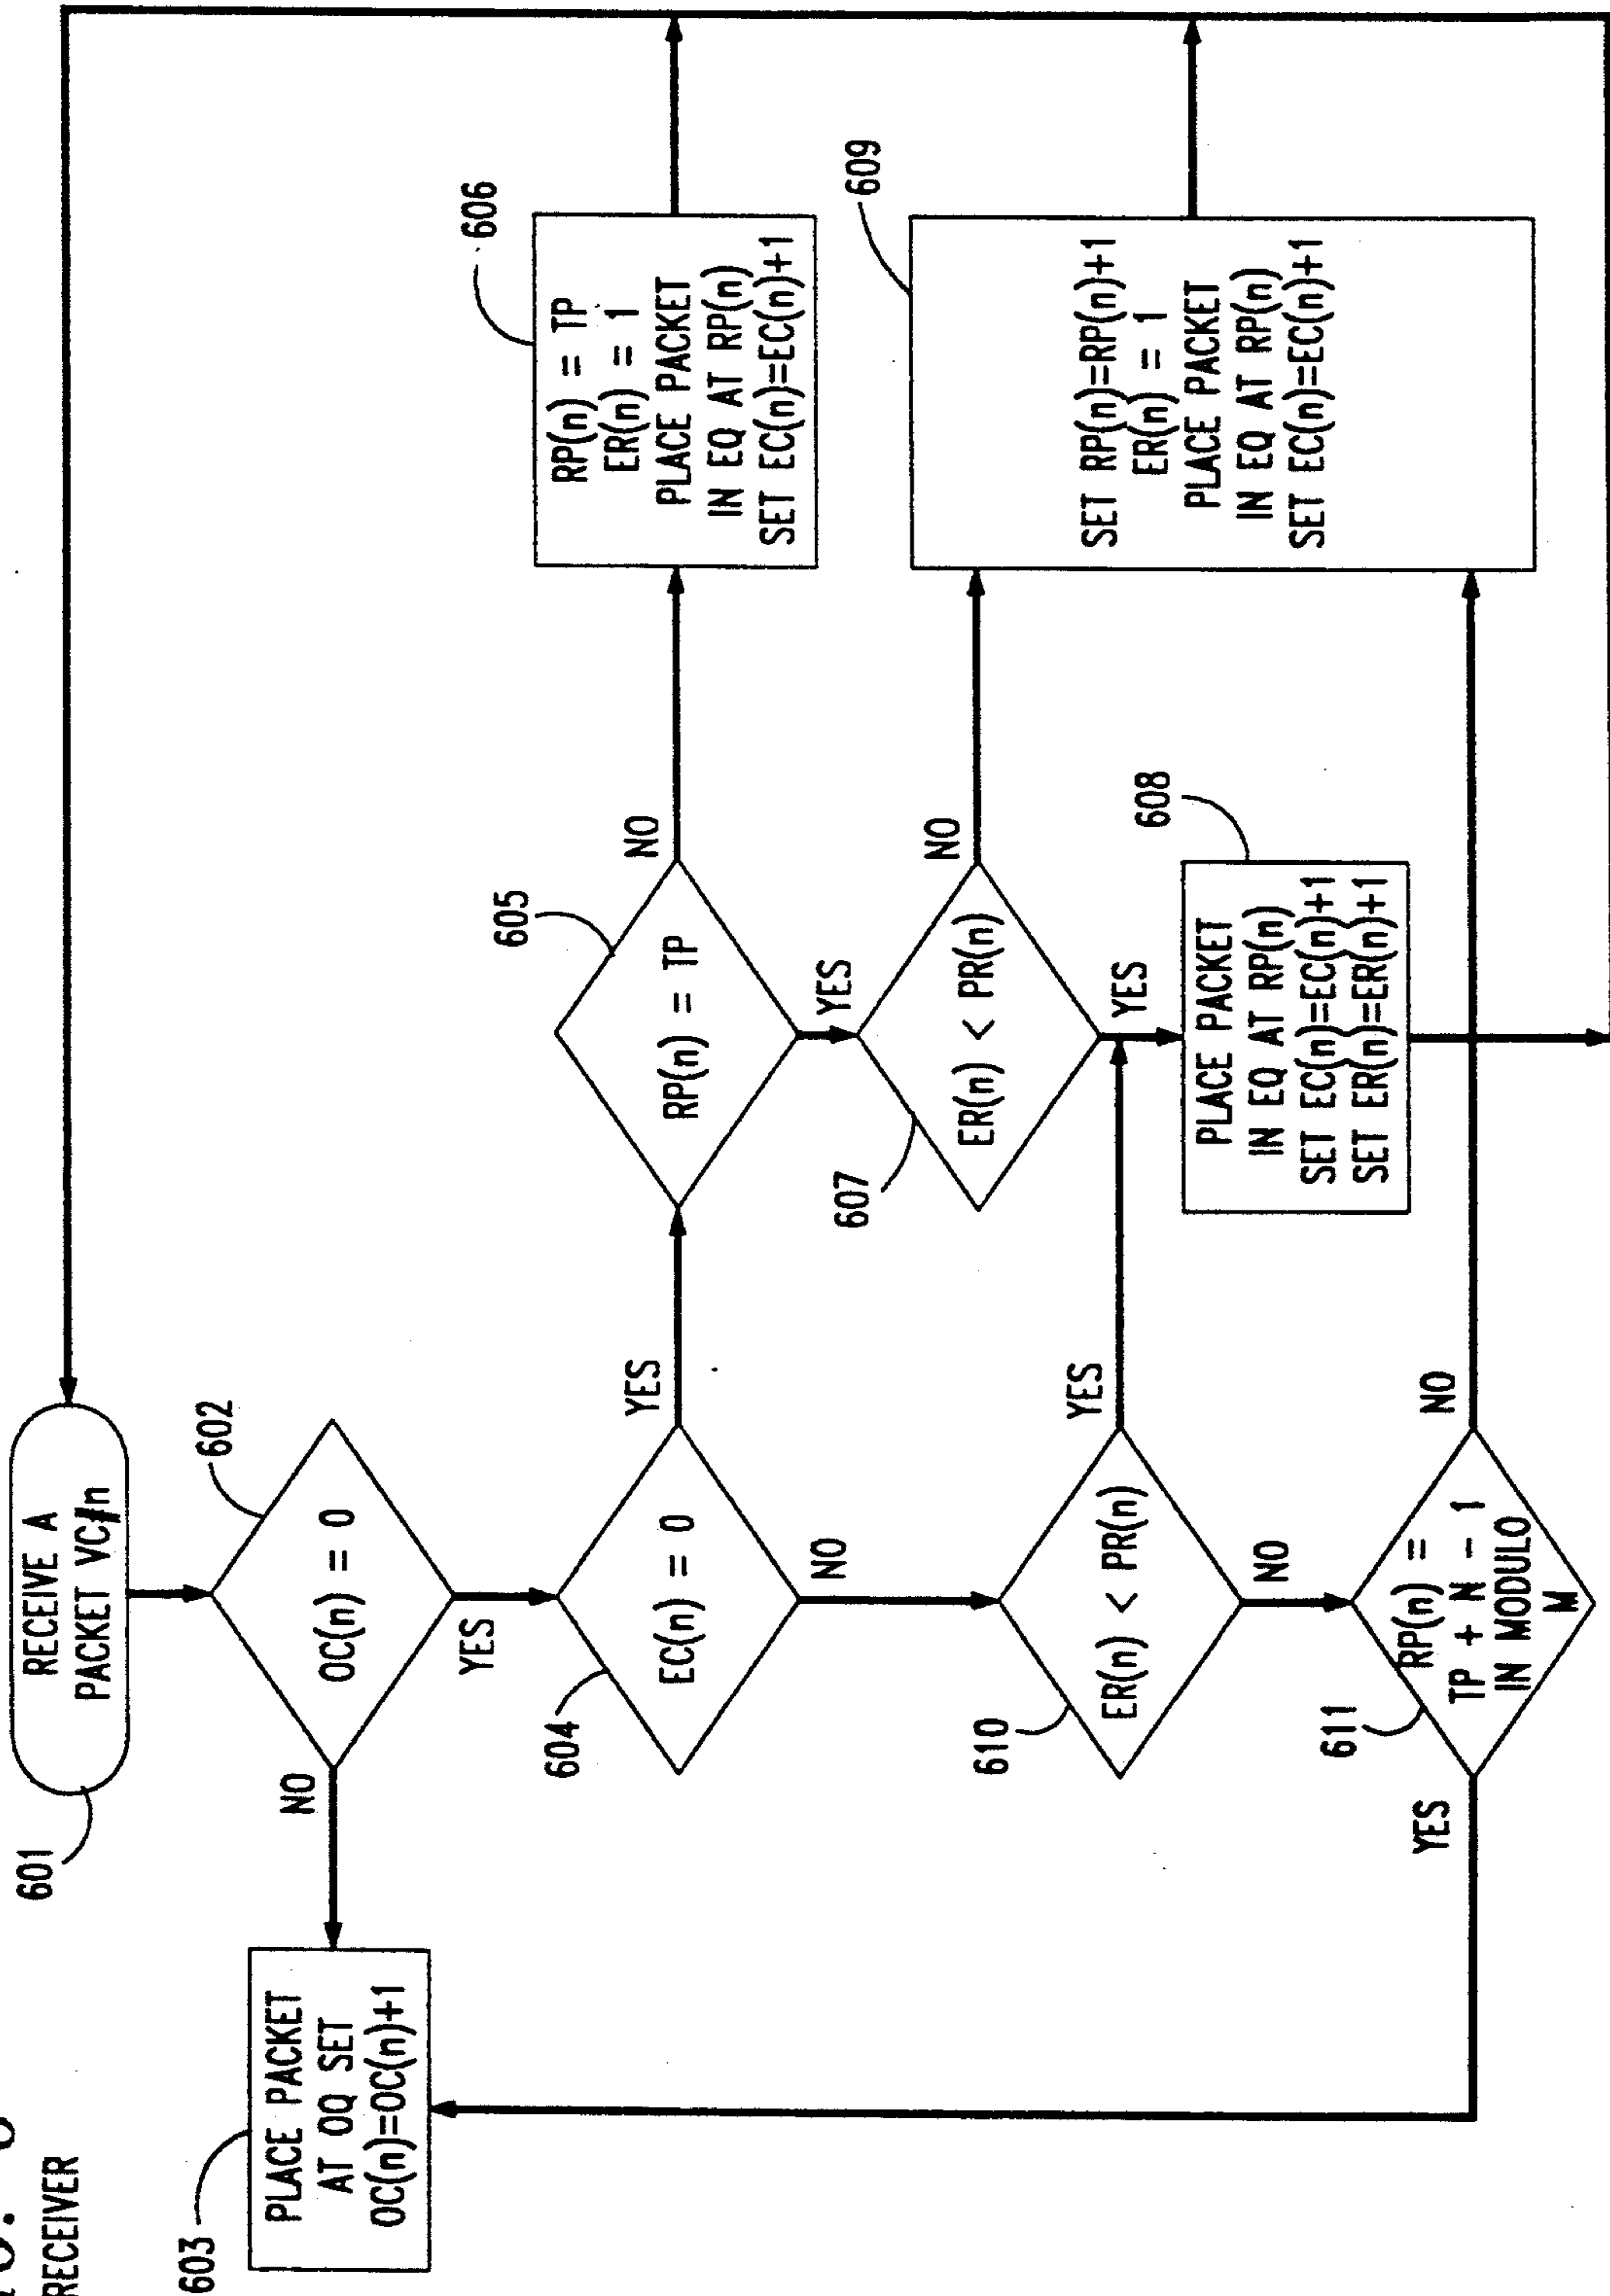 RECEIVER
601
RECEIVE A
PACKET VC#n
602
OC(n) = 0
NO
YES
603
PLACE PACKET
AT OQ SET
OC(n)=OC(n)+1
604
EC(n) = 0
YES
NO
605
RP(n) = TP
NO
YES
606
RP(n) = TP
ER(n) = 1
PLACE PACKET
IN EQ AT RP(n)
SET EC(n)=EC(n)+1
607
ER(n) < PR(n)
NO
YES
608
PLACE PACKET
IN EQ AT RP(n)
SET EC(n)=EC(n)+1
SET ER(n)=ER(n)+1
609
SET RP(n)=RP(n)+1
ER(n) = 1
PLACE PACKET
IN EQ AT RP(n)
SET EC(n)=EC(n)+1
610
ER(n) < PR(n)
YES
NO
611
RP(n) =
TP + N - 1
IN MODULO
M
YES
NO